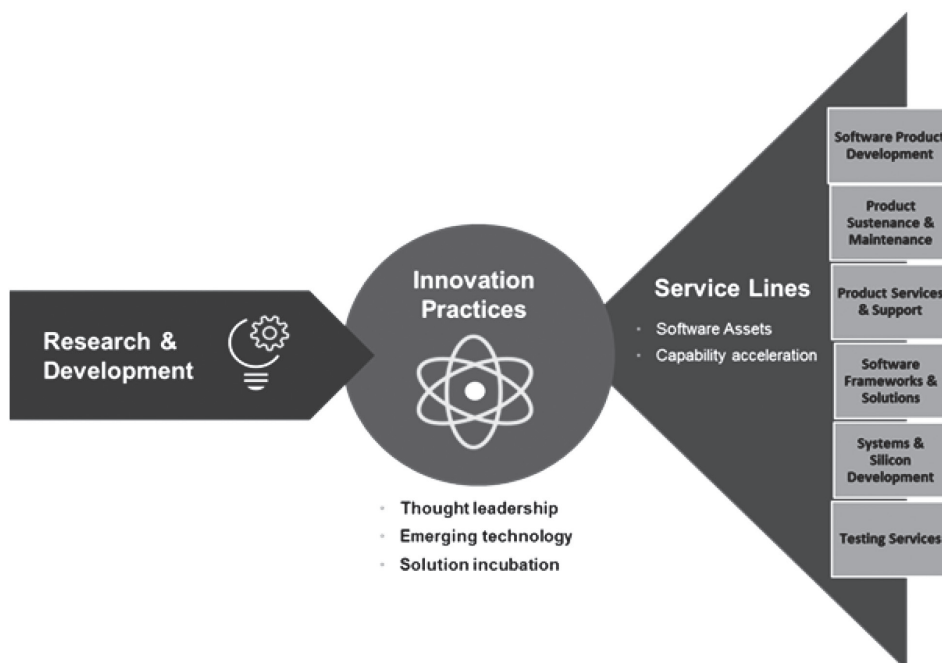 Research &
Development
Innovation
Practices
Thought leadership
Emerging technology
Solution incubation
Service Lines
Software Assets
Capability acceleration
Software Product
Development
Product
Sustenance &
Maintenance
Product Services
& Support
Software
Frameworks &
Solutions
Systems &
Silicon
Development
Testing Services